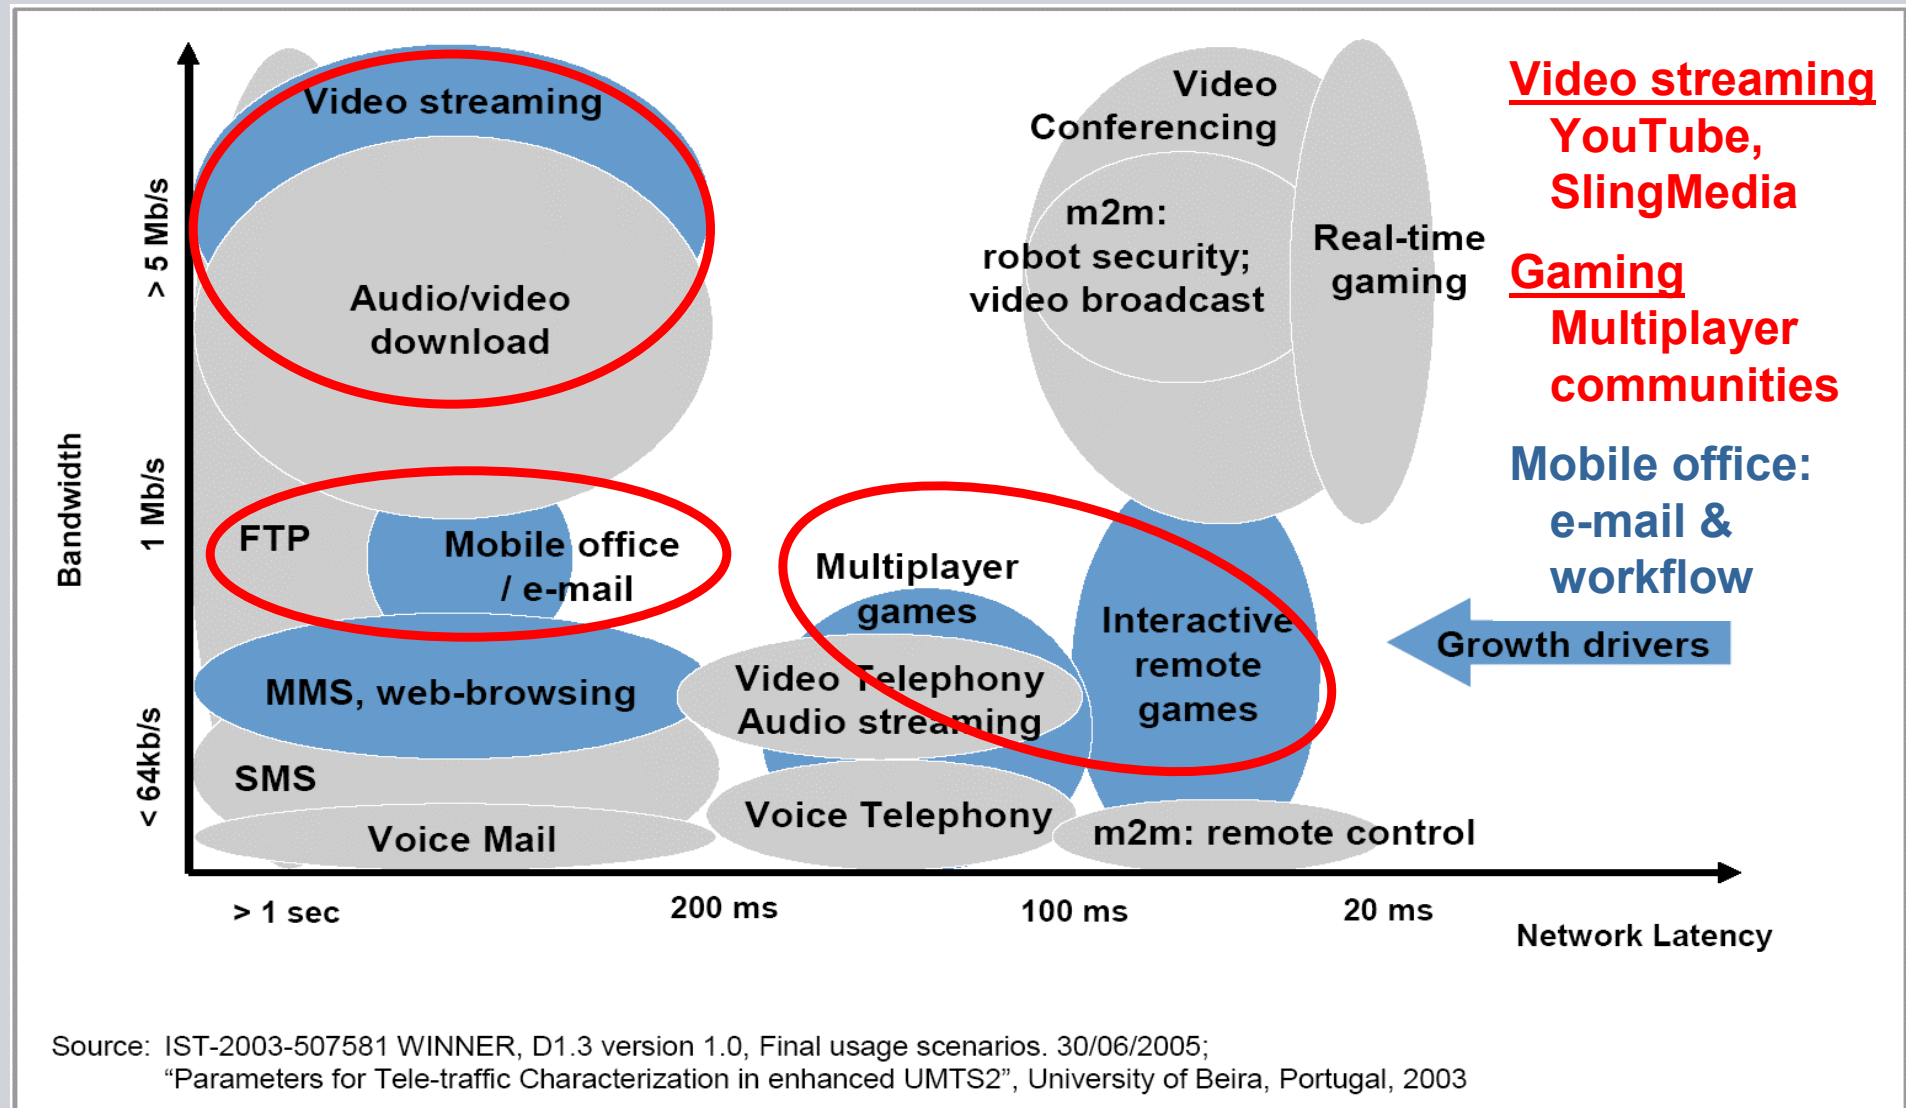 Video streaming
Audio/video
download
Video
Conferencing
m2m:
robot security;
video broadcast
Real-time
gaming
Video streaming
YouTube,
SlingMedia
Gaming
Multiplayer
communities
Mobile office:
e-mail &
workflow
Growth drivers
Bandwidth
> 5 Mb/s
1 Mb/s
< 64kb/s
FTP
Mobile office
/ e-mail
Multiplayer
games
Interactive
remote
games
MMS, web-browsing
Video Telephony
Audio streaming
SMS
Voice Mail
Voice Telephony
m2m: remote control
> 1 sec
200 ms
100 ms
20 ms
Network Latency
Source: IST-2003-507581 WINNER, D1.3 version 1.0, Final usage scenarios. 30/06/2005;
“Parameters for Tele-traffic Characterization in enhanced UMTS2”, University of Beira, Portugal, 2003